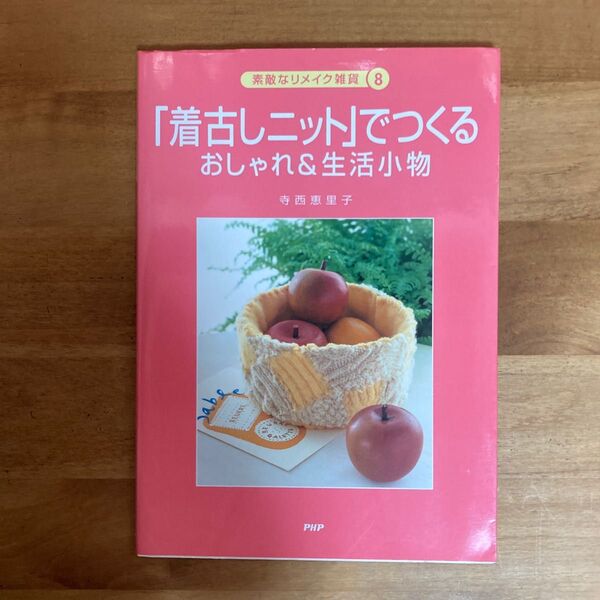 素敵なリメイク雑貨 8
「着古しニット」でつくる
おしゃれ&生活小物
寺西恵里子
PHP